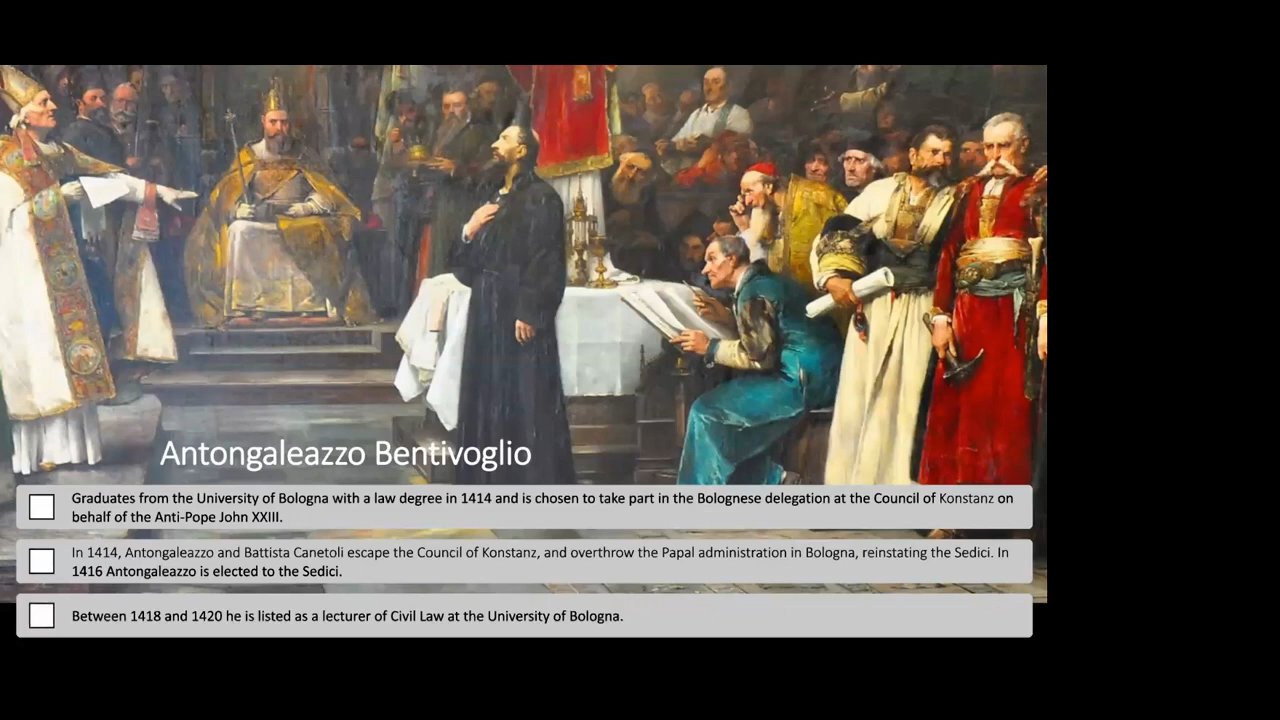 Antongaleazzo Bentivoglio
Graduates from the University of Bologna with a law degree in 1414 and is chosen to take part in the Bolognese delegation at the Council of Konstanz on
behalf of the Anti-Pope John XXIII.
In 1414, Antongaleazzo and Battista Canetoli escape the Council of Konstanz, and overthrow the Papal administration in Bologna, reinstating the Sedici. In
1416 Antongaleazzo is elected to the Sedici.
Between 1418 and 1420 he is listed as a lecturer of Civil Law at the University of Bologna.